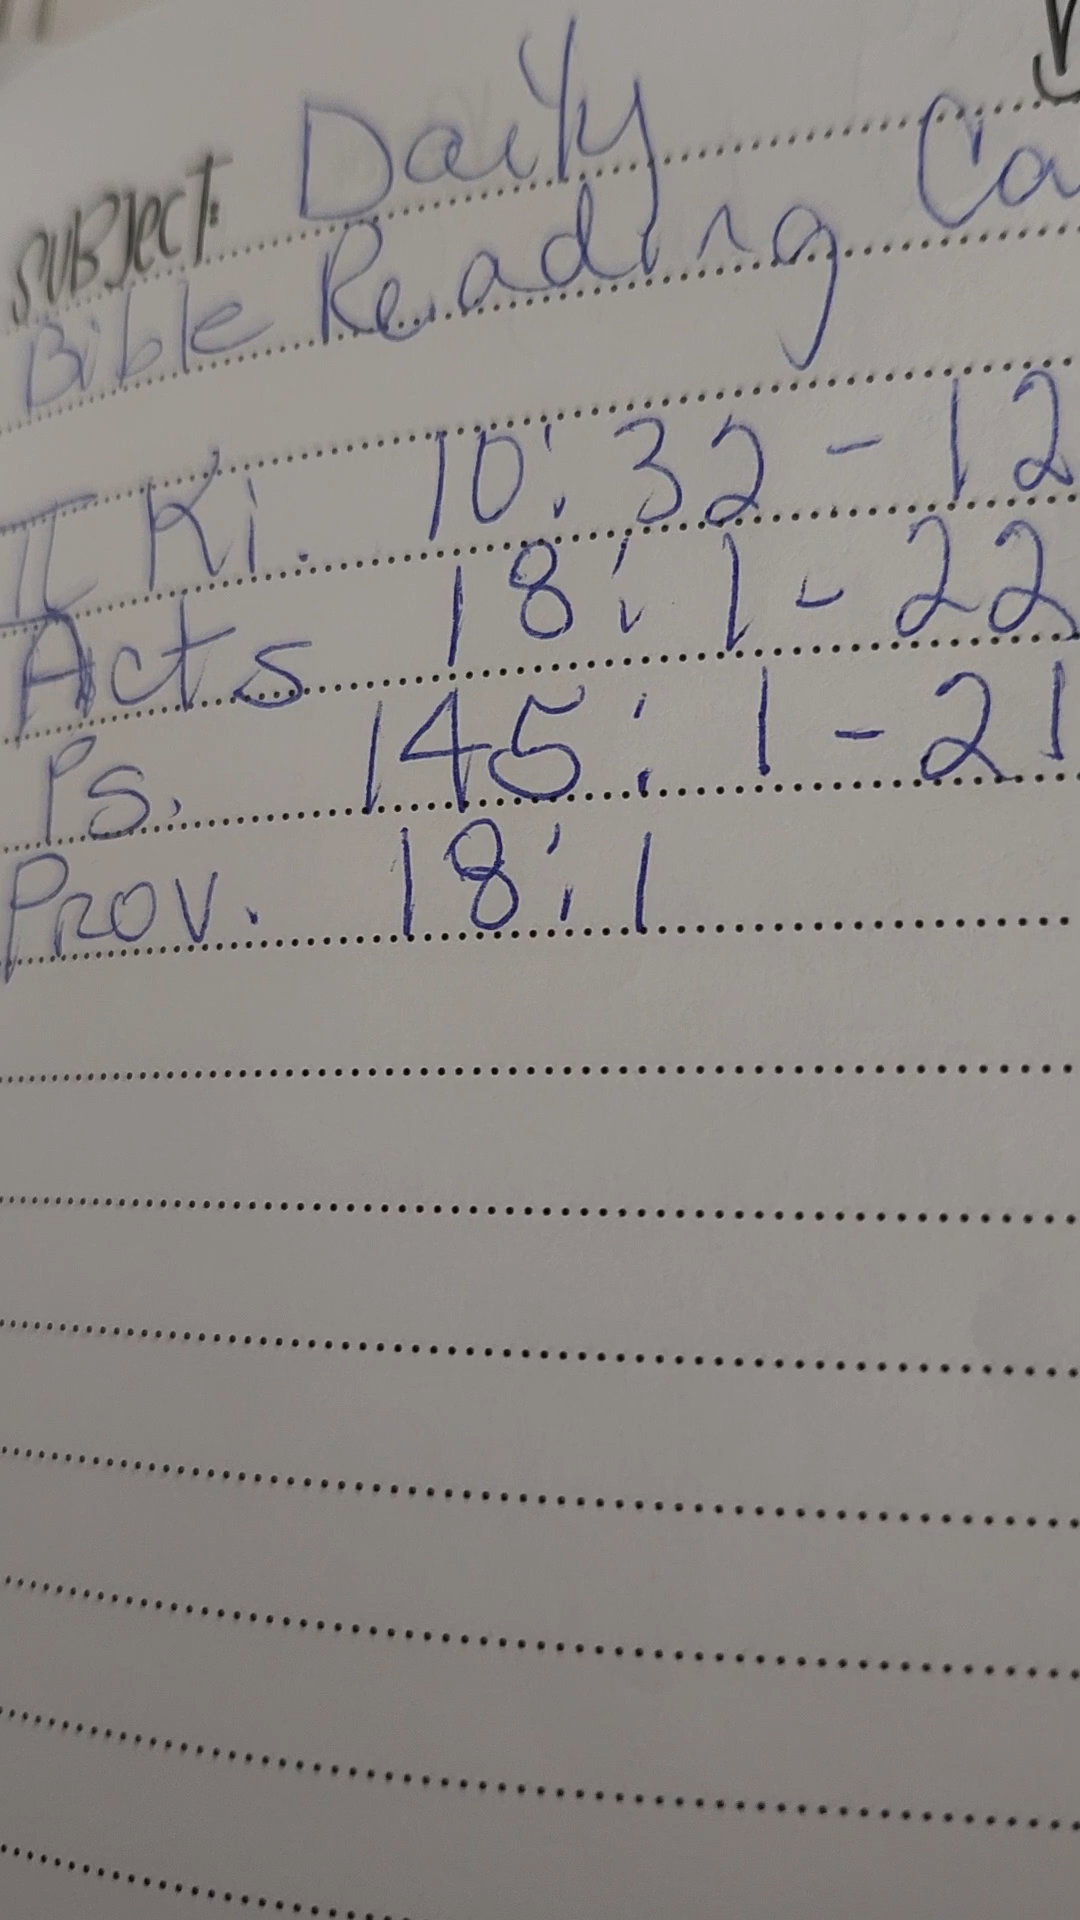 SUBJECT: Daily Ca
Bible Reading
II Ki. 10:32-12
Acts 18:1-22
Ps. 145:1-21
PROV. 18:1